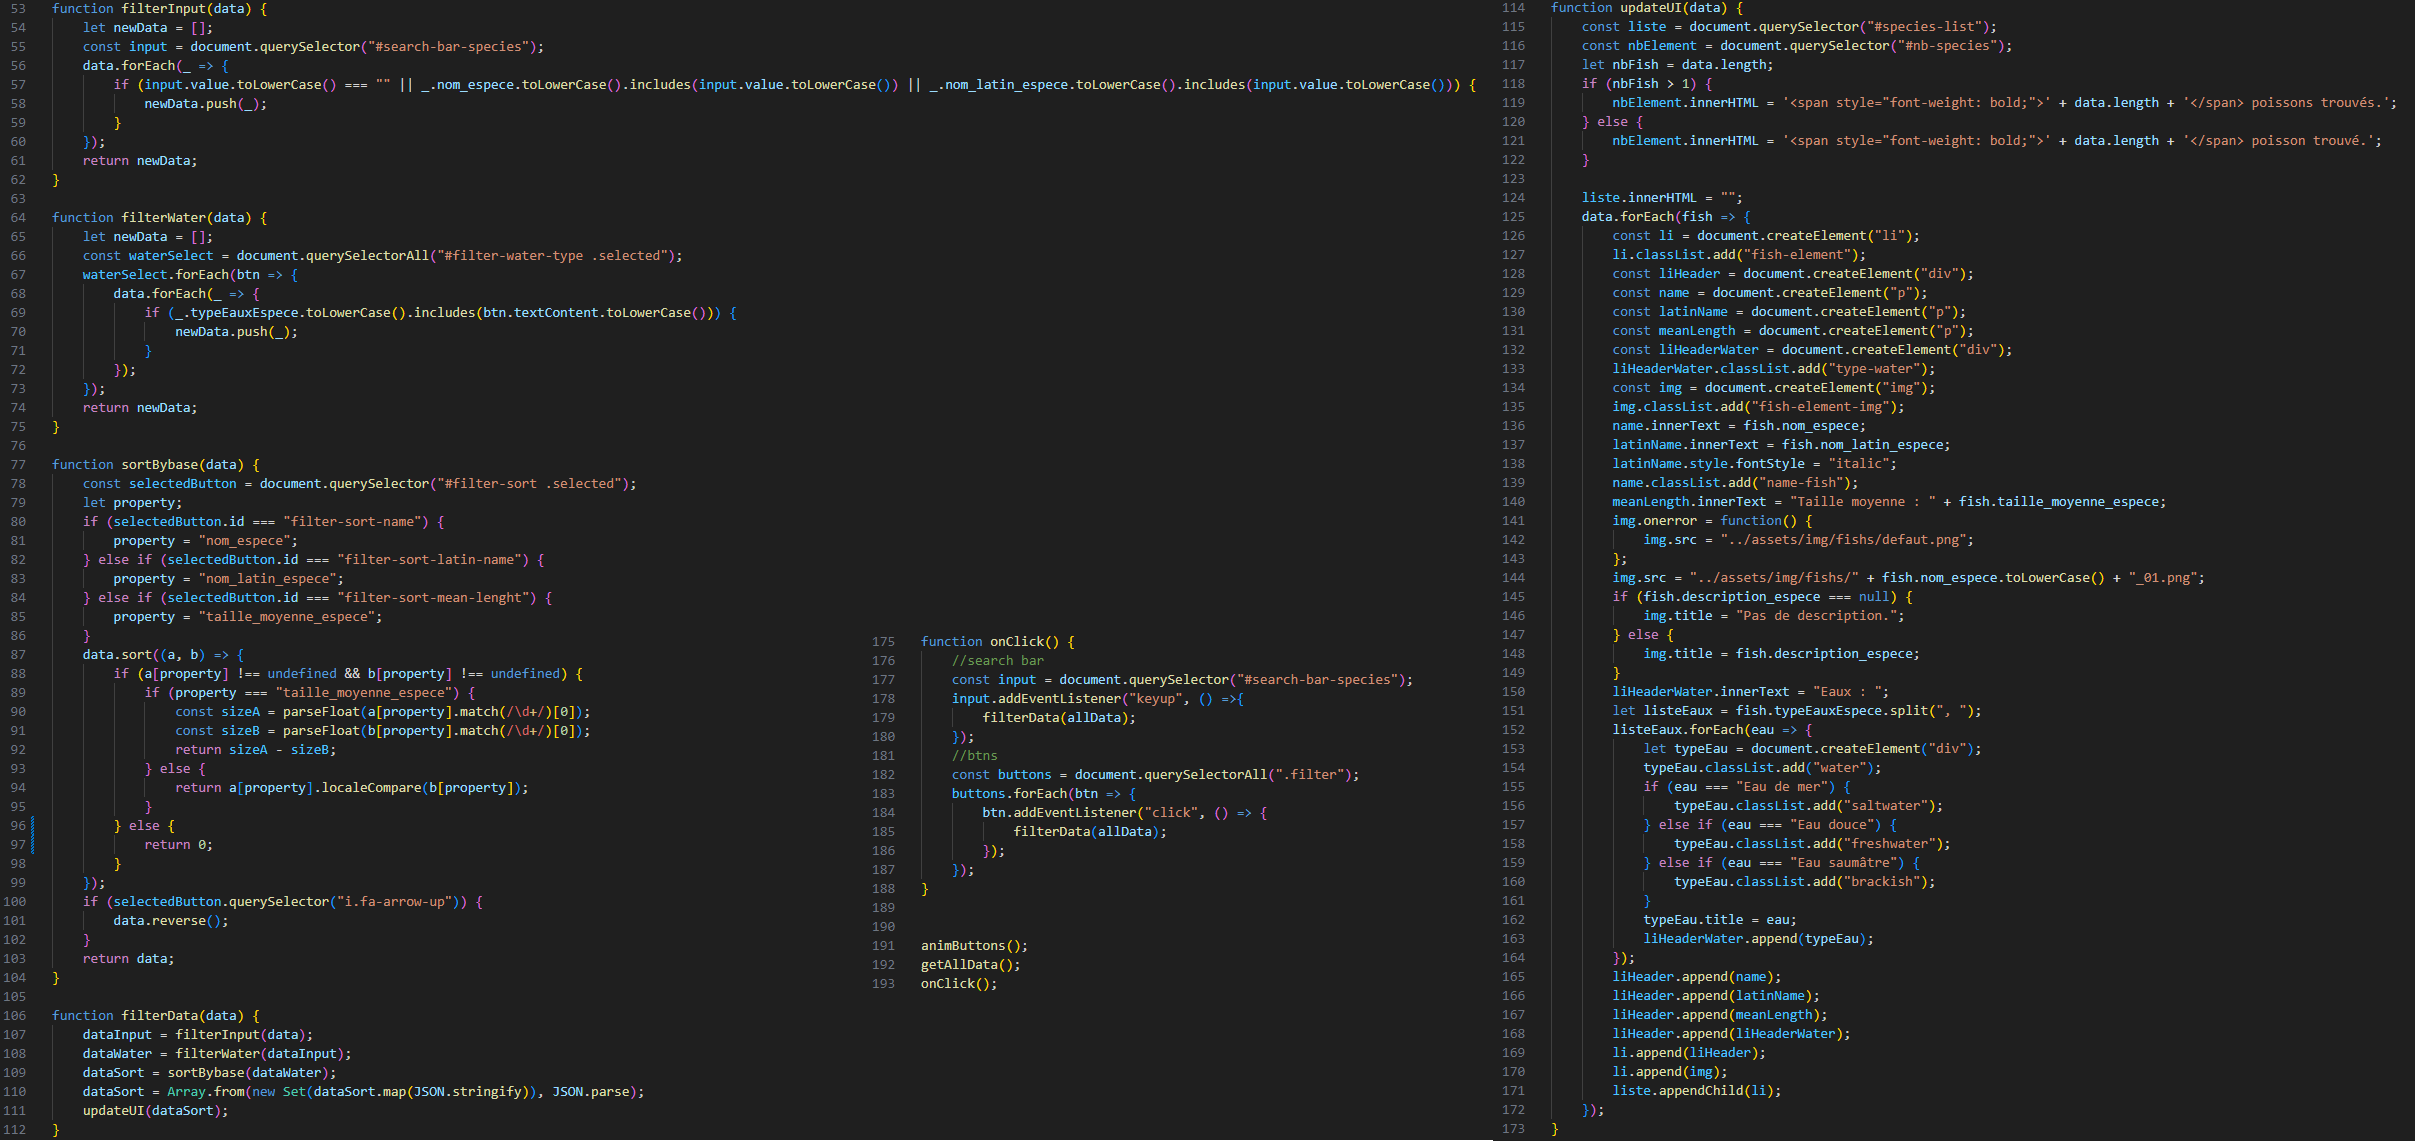 53 function filterInput(data) {
54     let newData = [];
55     const input = document.querySelector("#search-bar-species");
56     data.forEach(_ => {
57         if (input.value.toLowerCase() === "" || _.nom_espece.toLowerCase().includes(input.value.toLowerCase()) || _.nom_latin_espece.toLowerCase().includes(input.value.toLowerCase())) {
58             newData.push(_);
59         }
60     });
61     return newData;
62 }
63
64 function filterWater(data) {
65     let newData = [];
66     const waterSelect = document.querySelectorAll("#filter-water-type .selected");
67     waterSelect.forEach(btn => {
68         data.forEach(_ => {
69             if (_.typeEauxEspece.toLowerCase().includes(btn.textContent.toLowerCase())) {
70                 newData.push(_);
71             }
72         });
73     });
74     return newData;
75 }
76
77 function sortBybase(data) {
78     const selectedButton = document.querySelector("#filter-sort .selected");
79     let property;
80     if (selectedButton.id === "filter-sort-name") {
81         property = "nom_espece";
82     } else if (selectedButton.id === "filter-sort-latin-name") {
83         property = "nom_latin_espece";
84     } else if (selectedButton.id === "filter-sort-mean-lenght") {
85         property = "taille_moyenne_espece";
86     }
87     data.sort((a, b) => {
88         if (a[property] !== undefined && b[property] !== undefined) {
89             if (property === "taille_moyenne_espece") {
90                 const sizeA = parseFloat(a[property].match(/\d+/)[0]);
91                 const sizeB = parseFloat(b[property].match(/\d+/)[0]);
92                 return sizeA - sizeB;
93             } else {
94                 return a[property].localeCompare(b[property]);
95             }
96         } else {
97             return 0;
98         }
99     });
100     if (selectedButton.querySelector("i.fa-arrow-up")) {
101         data.reverse();
102     }
103     return data;
104 }
105
106 function filterData(data) {
107     dataInput = filterInput(data);
108     dataWater = filterWater(dataInput);
109     dataSort = sortBybase(dataWater);
110     dataSort = Array.from(new Set(dataSort.map(JSON.stringify)), JSON.parse);
111     updateUI(dataSort);
112 }
175 function onClick() {
176     //search bar
177     const input = document.querySelector("#search-bar-species");
178     input.addEventListener("keyup", () =>{
179         filterData(allData);
180     });
181     //btns
182     const buttons = document.querySelectorAll(".filter");
183     buttons.forEach(btn => {
184         btn.addEventListener("click", () => {
185             filterData(allData);
186         });
187     });
188 }
189
190
191 animButtons();
192 getAllData();
193 onClick();
114 function updateUI(data) {
115     const liste = document.querySelector("#species-list");
116     const nbElement = document.querySelector("#nb-species");
117     let nbFish = data.length;
118     if (nbFish > 1) {
119         nbElement.innerHTML = '<span style="font-weight: bold;">' + data.length + '</span> poissons trouvés.';
120     } else {
121         nbElement.innerHTML = '<span style="font-weight: bold;">' + data.length + '</span> poisson trouvé.';
122     }
123
124     liste.innerHTML = "";
125     data.forEach(fish => {
126         const li = document.createElement("li");
127         li.classList.add("fish-element");
128         const liHeader = document.createElement("div");
129         const name = document.createElement("p");
130         const latinName = document.createElement("p");
131         const meanLength = document.createElement("p");
132         const liHeaderWater = document.createElement("div");
133         liHeaderWater.classList.add("type-water");
134         const img = document.createElement("img");
135         img.classList.add("fish-element-img");
136         name.innerText = fish.nom_espece;
137         latinName.innerText = fish.nom_latin_espece;
138         latinName.style.fontStyle = "italic";
139         name.classList.add("name-fish");
140         meanLength.innerText = "Taille moyenne : " + fish.taille_moyenne_espece;
141         img.onerror = function() {
142             img.src = "../assets/img/fishs/defaut.png";
143         };
144         img.src = "../assets/img/fishs/" + fish.nom_espece.toLowerCase() + "_01.png";
145         if (fish.description_espece === null) {
146             img.title = "Pas de description.";
147         } else {
148             img.title = fish.description_espece;
149         }
150         liHeaderWater.innerText = "Eaux : ";
151         let listeEaux = fish.typeEauxEspece.split(", ");
152         listeEaux.forEach(eau => {
153             let typeEau = document.createElement("div");
154             typeEau.classList.add("water");
155             if (eau === "Eau de mer") {
156                 typeEau.classList.add("saltwater");
157             } else if (eau === "Eau douce") {
158                 typeEau.classList.add("freshwater");
159             } else if (eau === "Eau saumâtre") {
160                 typeEau.classList.add("brackish");
161             }
162             typeEau.title = eau;
163             liHeaderWater.append(typeEau);
164         });
165         liHeader.append(name);
166         liHeader.append(latinName);
167         liHeader.append(meanLength);
168         liHeader.append(liHeaderWater);
169         li.append(liHeader);
170         li.append(img);
171         liste.appendChild(li);
172     });
173 }